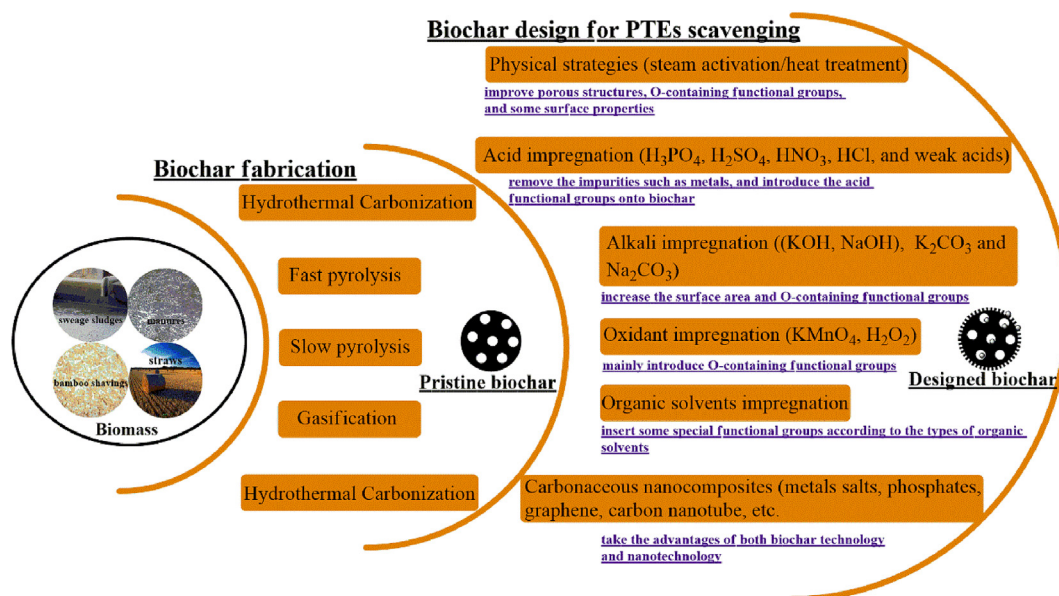 Biochar design for PTEs scavenging
Physical strategies (steam activation/heat treatment)
improve porous structures, O-containing functional groups,
and some surface properties
Acid impregnation (H₃PO₄, H₂SO₄, HNO₃, HCl, and weak acids)
remove the impurities such as metals, and introduce the acid
functional groups onto biochar
Biochar fabrication
Hydrothermal Carbonization
Alkali impregnation ((KOH, NaOH), K₂CO₃ and
Na₂CO₃)
increase the surface area and O-containing functional groups
Fast pyrolysis
sweage sludges
manures
Oxidant impregnation (KMnO₄, H₂O₂)
mainly introduce O-containing functional groups
Slow pyrolysis
straws
bamboo shavings
Pristine biochar
Designed biochar
Organic solvents impregnation
insert some special functional groups according to the types of organic
solvents
Gasification
Biomass
Hydrothermal Carbonization
Carbonaceous nanocomposites (metals salts, phosphates,
graphene, carbon nanotube, etc.
take the advantages of both biochar technology
and nanotechnology